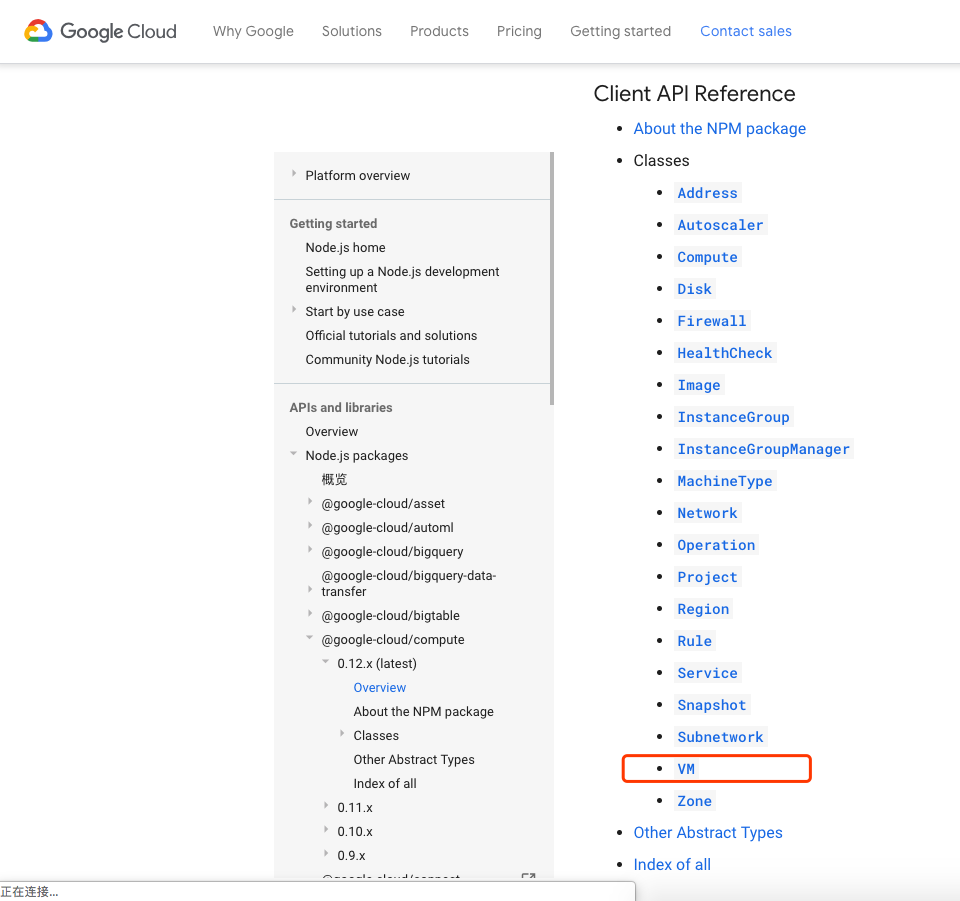 Google Cloud
Why Google
Solutions
Products
Pricing
Getting started
Contact sales
Platform overview
Getting started
Node.js home
Setting up a Node.js development
environment
Start by use case
Official tutorials and solutions
Community Node.js tutorials
APIs and libraries
Overview
Node.js packages
概览
@google-cloud/asset
@google-cloud/automl
@google-cloud/bigquery
@google-cloud/bigquery-data-
transfer
@google-cloud/bigtable
@google-cloud/compute
0.12.x (latest)
Overview
About the NPM package
Classes
Other Abstract Types
Index of all
0.11.x
0.10.x
0.9.x
@google-cloud/connect
Client API Reference
About the NPM package
Classes
Address
Autoscaler
Compute
Disk
Firewall
HealthCheck
Image
InstanceGroup
InstanceGroupManager
MachineType
Network
Operation
Project
Region
Rule
Service
Snapshot
Subnetwork
VM
Zone
Other Abstract Types
Index of all
正在连接...